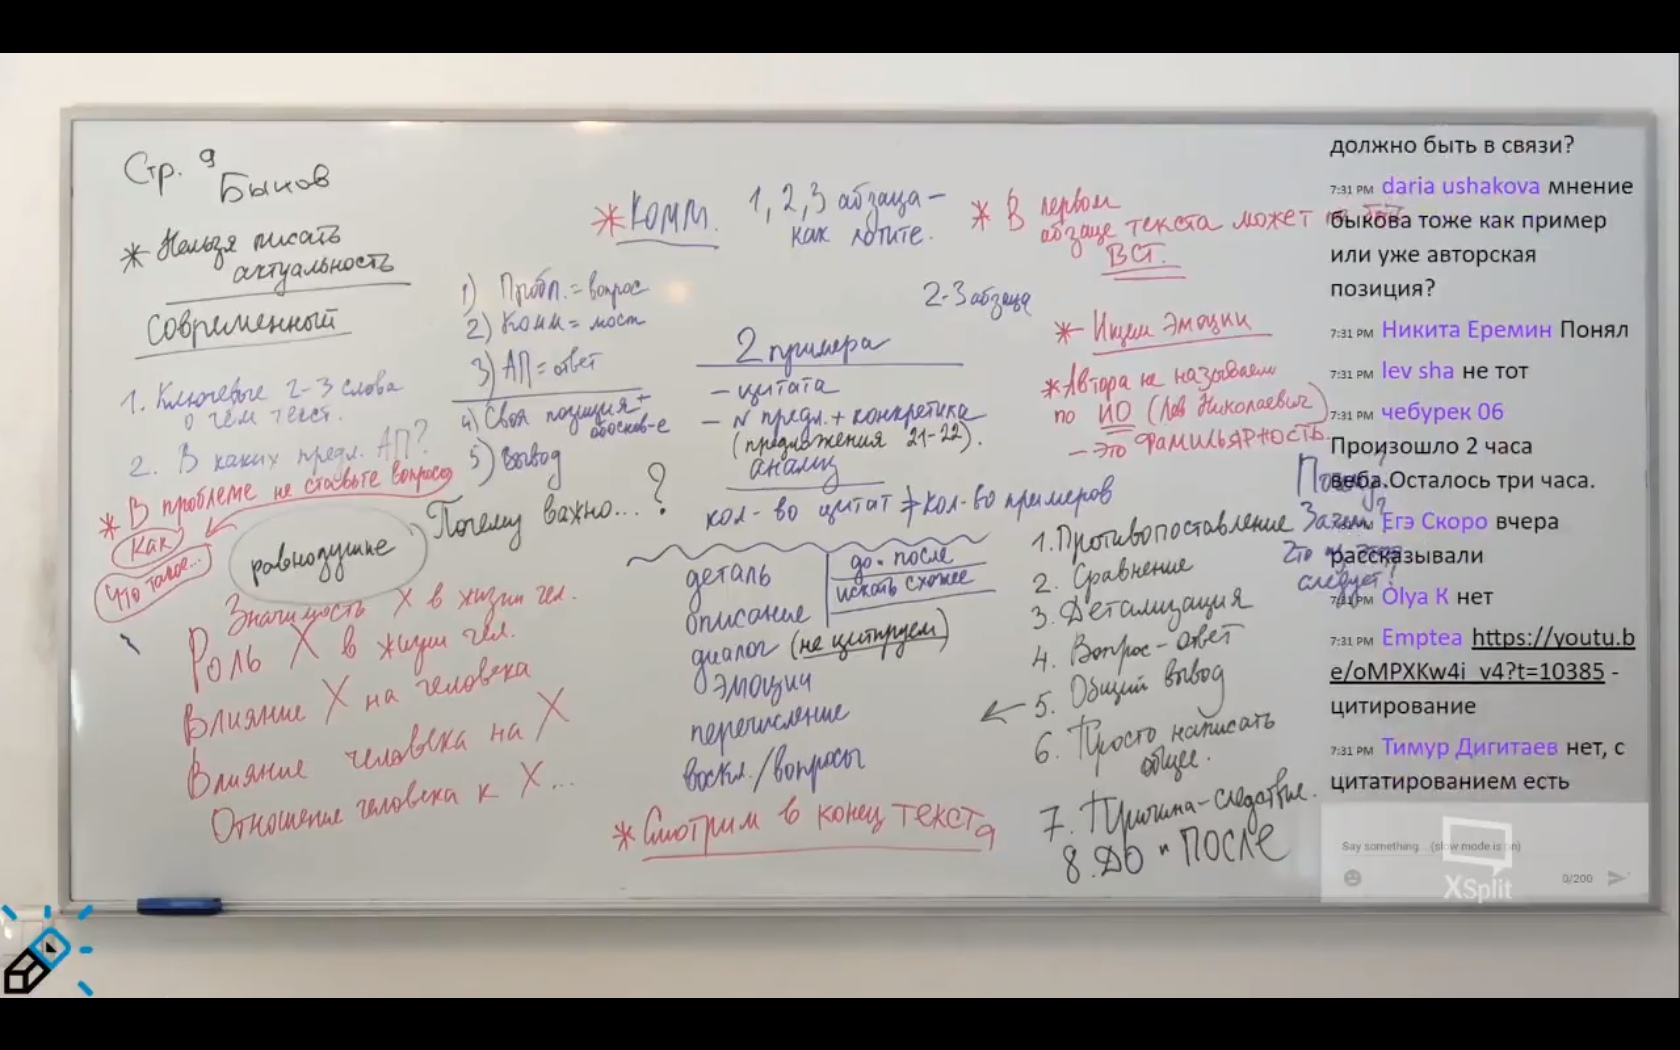 Стр. 9
Быков
* Нельзя писать
актуальность
Современный
1. Ключевые 2-3 слова
о чём текст.
2. В каких предл. АП?
* В проблеме не ставьте вопросы
Как
Что такое...
равнодушие
Почему важно... ?
Значимость X в жизни чел.
Роль X в жизни чел.
Влияние X на человека
Влияние человека на X
Отношение человека к X...
1) Пробл. = вопрос
2) Комм = мост
3) АП = ответ
4) Своя позиция +
обоснов-е
5) Вывод
* Комм.
1, 2, 3 абзаца –
как хотите.
2-3 абзаца
2 примера
– цитата
– N предл. + конкретика
(предложения 21-22).
анализ
кол-во цитат ≠ кол-во примеров
деталь
описание
диалог (не цитируем)
эмоции
перечисление
воскл./вопросы
до - после
искать схожее
* Смотрим в конец текста
* В первом
абзаце текста может
ВСТ.
* Ищем эмоции
* Автора не называем
по ИО (Лев Николаевич)
– это ФАМИЛЬЯРНОСТЬ.
1. Противопоставление
2. Сравнение
3. Детализация
4. Вопрос-ответ
5. Общий вывод
6. Просто написать
общее.
7. Причина-следствие.
8. ДО и ПОСЛЕ
Зачем?
следует?
должно быть в связи?
7:31 PM daria ushakova мнение
быкова тоже как пример
или уже авторская
позиция?
7:31 PM Никита Еремин Понял
7:31 PM lev sha не тот
7:31 PM чебурек 06
Произошло 2 часа
веба.Осталось три часа.
Егэ Скоро вчера
рассказывали
7:31 PM Olya K нет
7:31 PM Emptea https://youtu.b
e/oMPXKw4i_v4?t=10385 -
цитирование
7:31 PM Тимур Дигитаев нет, с
цитатированием есть
Say something... (slow mode is on)
0/200
XSplit